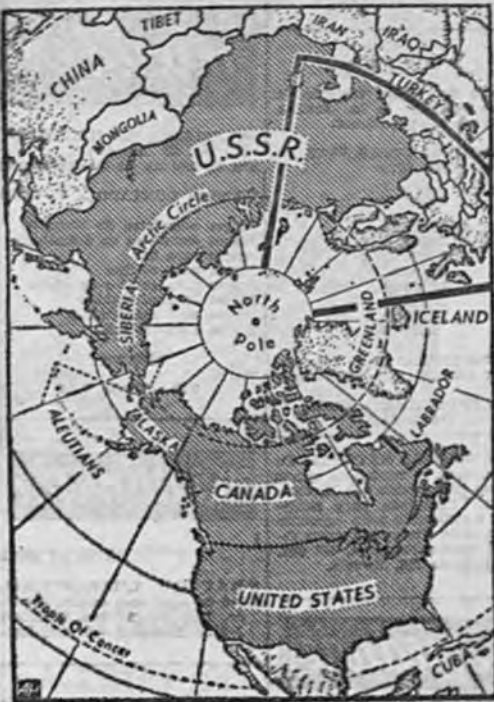 TIBET
IRAN
IRAQ
CHINA
TURKEY
MONGOLIA
U.S.S.R.
Arctic Circle
SIBERIA
North
Pole
GREENLAND
ICELAND
ALASKA
LABRADOR
ALEUTIANS
CANADA
UNITED STATES
Tropic Of Cancer
CUBA